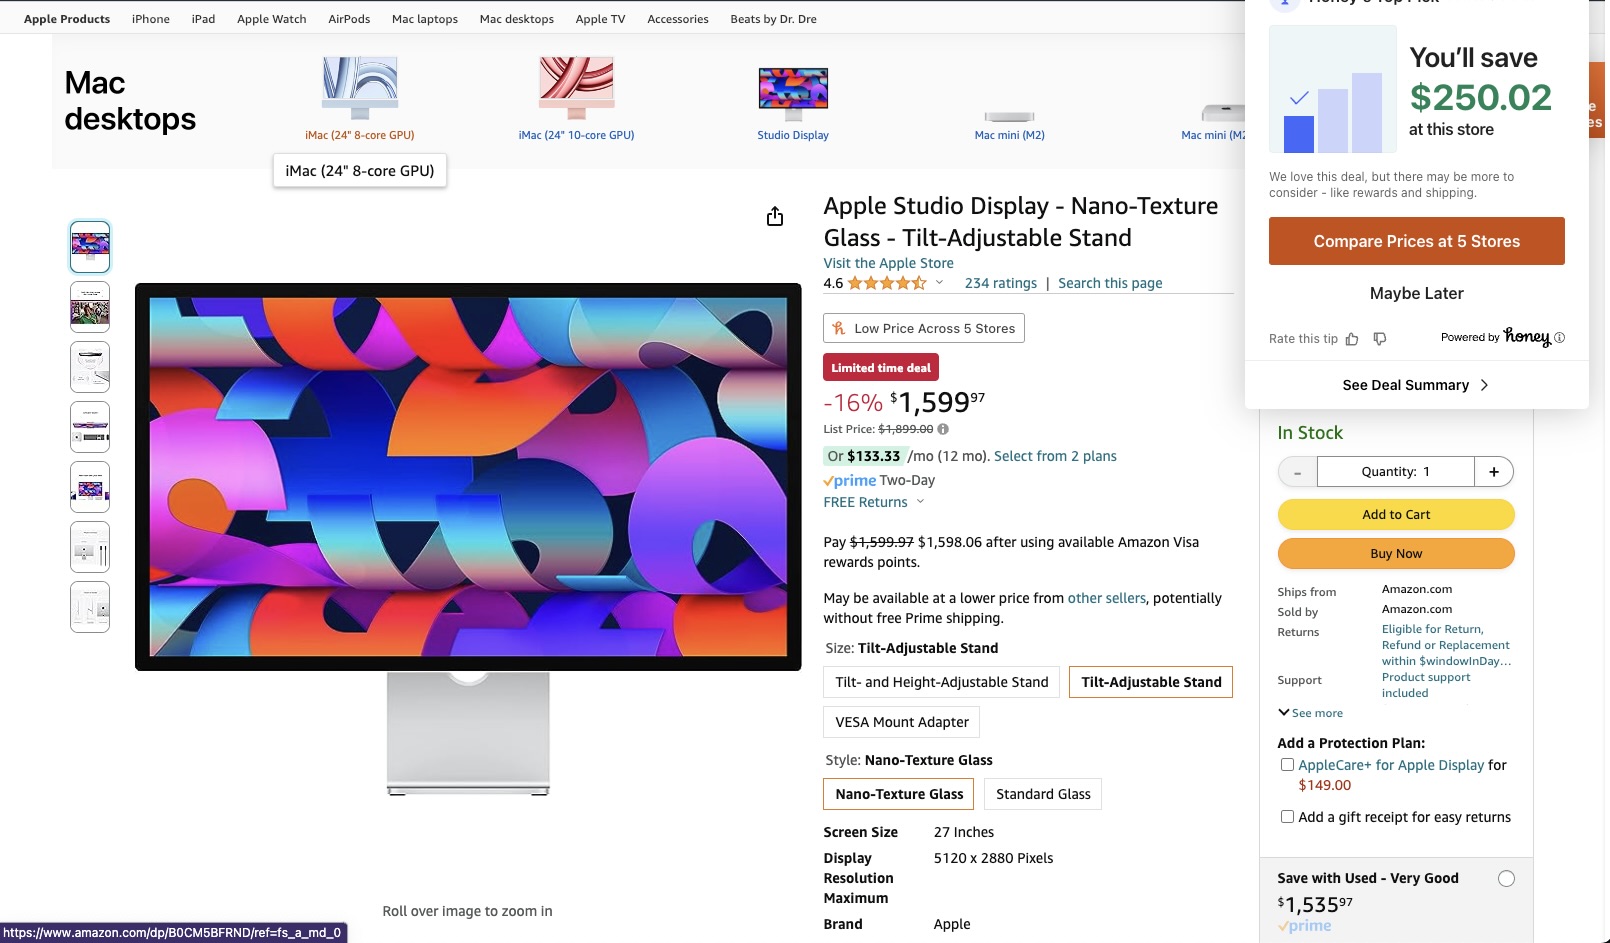 Apple Products iPhone iPad Apple Watch AirPods Mac laptops Mac desktops Apple TV Accessories Beats by Dr. Dre
Mac
desktops
iMac (24" 8-core GPU)
iMac (24" 10-core GPU)
Studio Display
Mac mini (M2)
Mac mini (M2
iMac (24" 8-core GPU)
Apple Studio Display - Nano-Texture
Glass - Tilt-Adjustable Stand
Visit the Apple Store
4.6 234 ratings | Search this page
Low Price Across 5 Stores
Limited time deal
-16% $1,59997
List Price: $1,899.00
Or $133.33 /mo (12 mo). Select from 2 plans
prime Two-Day
FREE Returns
Pay $1,599.97 $1,598.06 after using available Amazon Visa
rewards points.
May be available at a lower price from other sellers, potentially
without free Prime shipping.
Size: Tilt-Adjustable Stand
Tilt- and Height-Adjustable Stand
Tilt-Adjustable Stand
VESA Mount Adapter
Style: Nano-Texture Glass
Nano-Texture Glass
Standard Glass
Screen Size 27 Inches
Display 5120 x 2880 Pixels
Resolution
Maximum
Brand Apple
Roll over image to zoom in
https://www.amazon.com/dp/B0CM5BFRND/ref=fs_a_md_0
You'll save
$250.02
at this store
We love this deal, but there may be more to
consider - like rewards and shipping.
Compare Prices at 5 Stores
Maybe Later
Rate this tip
Powered by honey
See Deal Summary
In Stock
- Quantity: 1 +
Add to Cart
Buy Now
Ships from Amazon.com
Sold by Amazon.com
Returns Eligible for Return,
Refund or Replacement
within $windowInDay...
Support Product support
included
See more
Add a Protection Plan:
AppleCare+ for Apple Display for
$149.00
Add a gift receipt for easy returns
Save with Used - Very Good
$1,53597
prime